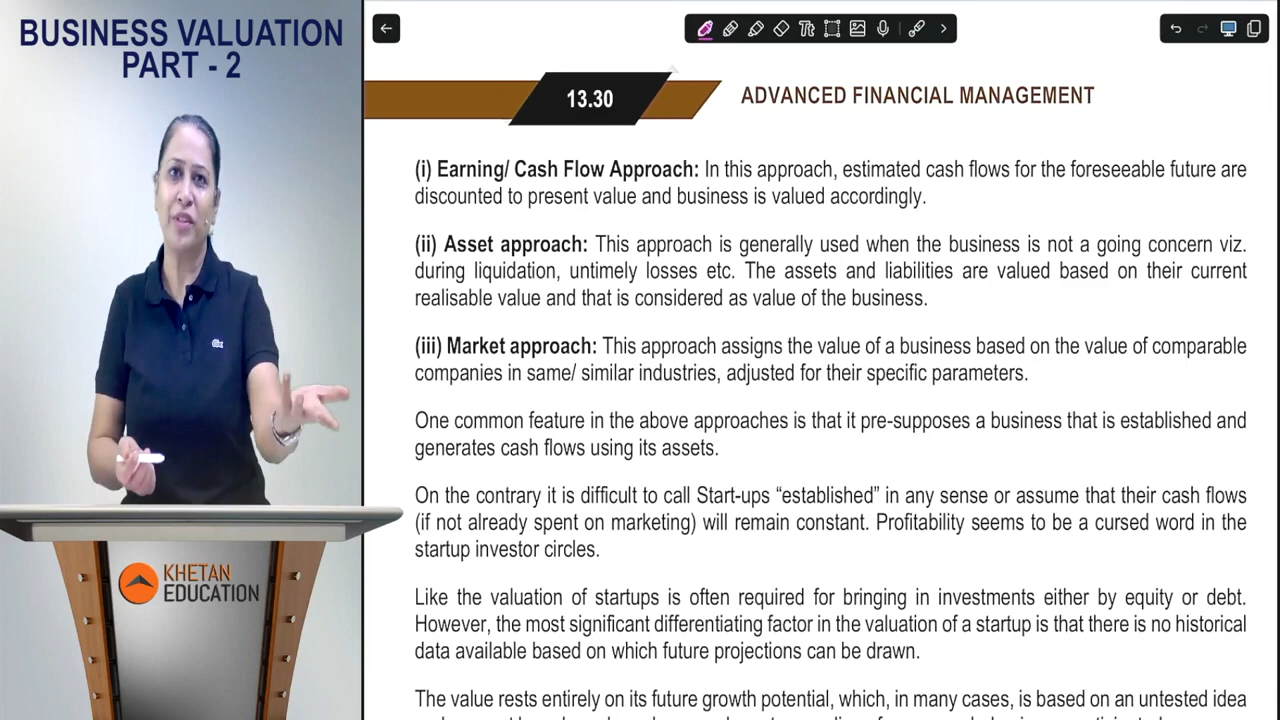 BUSINESS VALUATION
PART - 2
13.30
ADVANCED FINANCIAL MANAGEMENT
(i) Earning/ Cash Flow Approach: In this approach, estimated cash flows for the foreseeable future are
discounted to present value and business is valued accordingly.
(ii) Asset approach: This approach is generally used when the business is not a going concern viz.
during liquidation, untimely losses etc. The assets and liabilities are valued based on their current
realisable value and that is considered as value of the business.
(iii) Market approach: This approach assigns the value of a business based on the value of comparable
companies in same/ similar industries, adjusted for their specific parameters.
One common feature in the above approaches is that it pre-supposes a business that is established and
generates cash flows using its assets.
On the contrary it is difficult to call Start-ups “established” in any sense or assume that their cash flows
(if not already spent on marketing) will remain constant. Profitability seems to be a cursed word in the
startup investor circles.
Like the valuation of startups is often required for bringing in investments either by equity or debt.
However, the most significant differentiating factor in the valuation of a startup is that there is no historical
data available based on which future projections can be drawn.
The value rests entirely on its future growth potential, which, in many cases, is based on an untested idea
KHETAN
EDUCATION